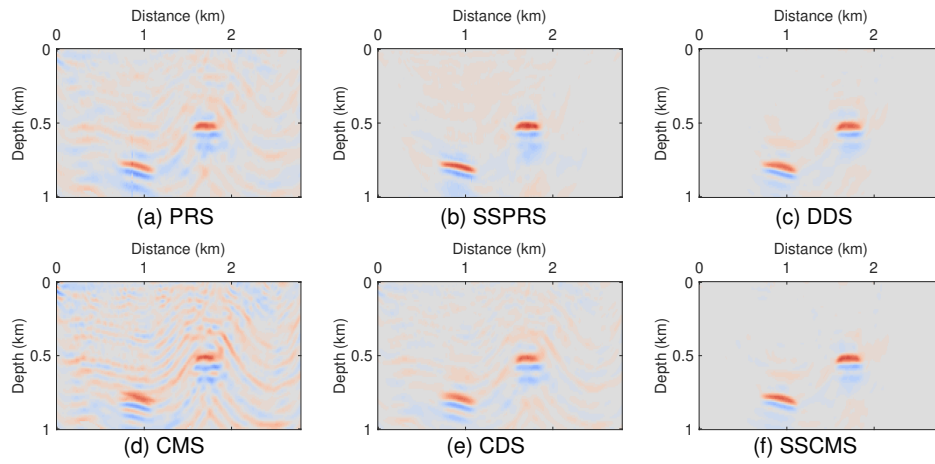 Distance (km) Distance (km) Distance (km)
0 1 2 0 1 2 0 1 2
0 0 0
Depth (km) Depth (km) Depth (km)
0.5 0.5 0.5
1 1 1
(a) PRS (b) SSPRS (c) DDS
Distance (km) Distance (km) Distance (km)
0 1 2 0 1 2 0 1 2
0 0 0
Depth (km) Depth (km) Depth (km)
0.5 0.5 0.5
1 1 1
(d) CMS (e) CDS (f) SSCMS